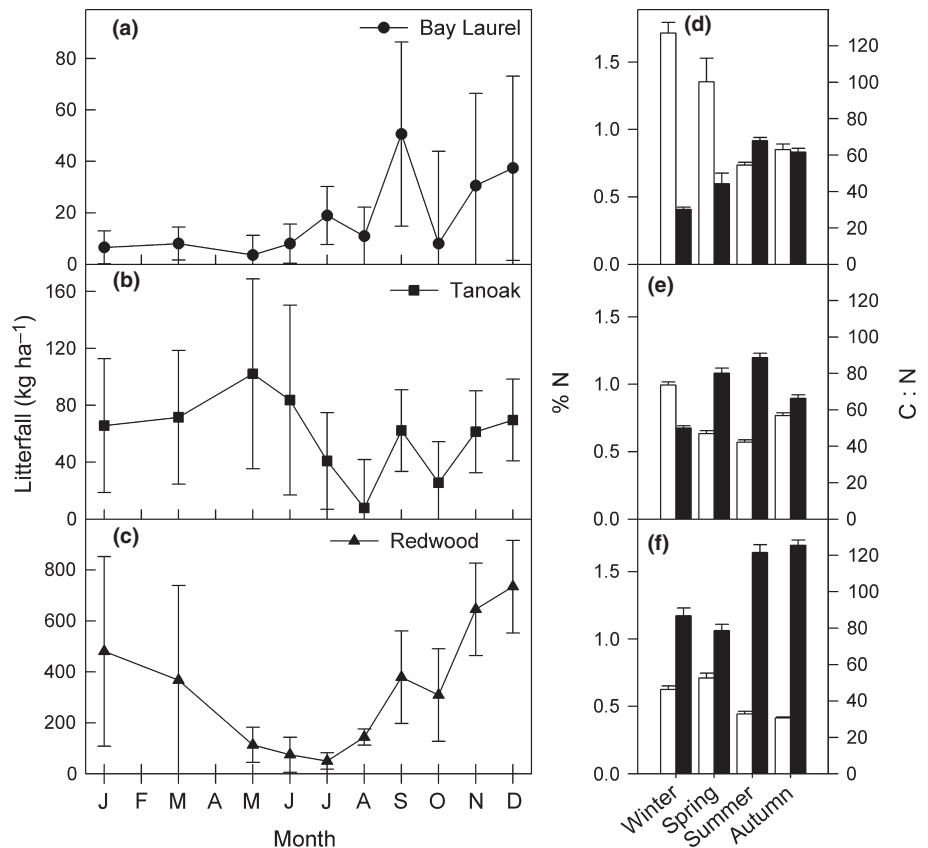 (a)
Bay Laurel
80
60
40
20
0
(b)
Tanoak
160
120
80
40
0
(c)
Redwood
800
600
400
200
0
J F M A M J J A S O N D
Month
Litterfall (kg ha⁻¹)
(d)
1.5
1.0
0.5
0.0
120
100
80
60
40
20
0
(e)
1.5
1.0
0.5
0.0
120
100
80
60
40
20
0
(f)
1.5
1.0
0.5
0.0
120
100
80
60
40
20
0
% N
C : N
Winter
Spring
Summer
Autumn